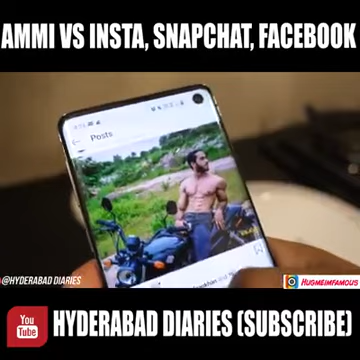 AMMI VS INSTA, SNAPCHAT, FACEBOOK
Posts
@HYDERABAD DIARIES
HUGMEIMFAMOUS
You
Tube
HYDERABAD DIARIES (SUBSCRIBE)